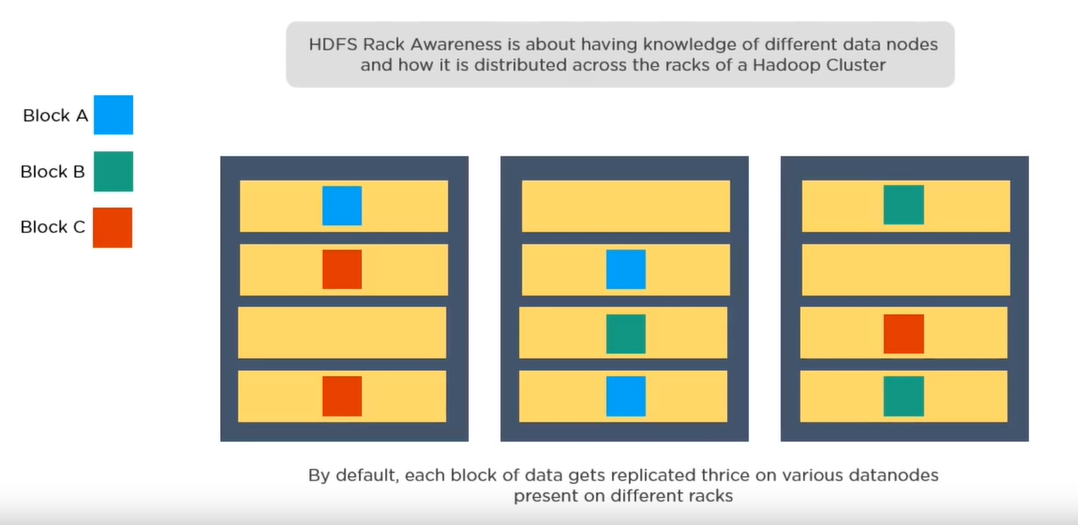 HDFS Rack Awareness is about having knowledge of different data nodes
and how it is distributed across the racks of a Hadoop Cluster
Block A
Block B
Block C
By default, each block of data gets replicated thrice on various datanodes
present on different racks